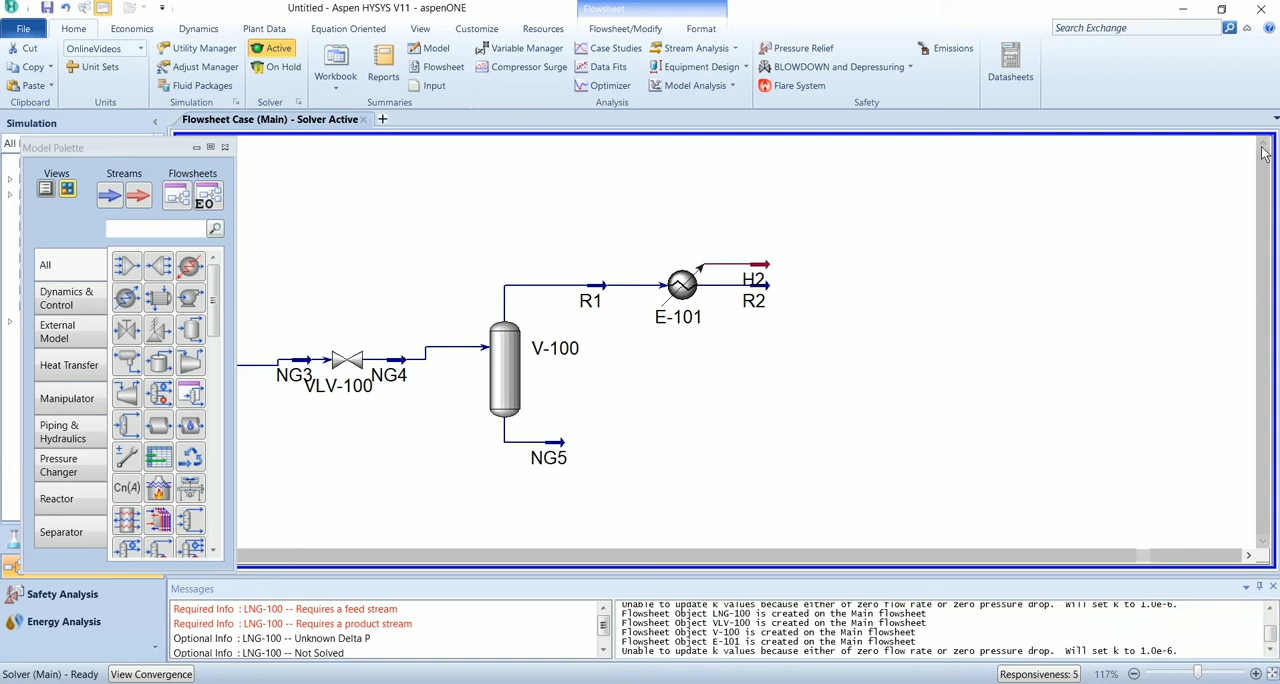 Untitled - Aspen HYSYS V11 - aspenONE
Flowsheet
File
Home
Economics
Dynamics
Plant Data
Equation Oriented
View
Customize
Resources
Flowsheet/Modify
Format
Search Exchange
Cut
Copy
Paste
Clipboard
OnlineVideos
Unit Sets
Units
Utility Manager
Adjust Manager
Fluid Packages
Simulation
Active
On Hold
Solver
Workbook
Reports
Model
Flowsheet
Input
Summaries
Variable Manager
Compressor Surge
Case Studies
Data Fits
Optimizer
Stream Analysis
Equipment Design
Model Analysis
Analysis
Pressure Relief
BLOWDOWN and Depressuring
Flare System
Emissions
Safety
Datasheets
Simulation
Flowsheet Case (Main) - Solver Active
All
Model Palette
Views
Streams
Flowsheets
EO
All
Dynamics & Control
External Model
Heat Transfer
Manipulator
Piping & Hydraulics
Pressure Changer
Reactor
Separator
Cn(A)
H2
R1
R2
E-101
V-100
NG3
VLV-100
NG4
NG5
Safety Analysis
Energy Analysis
Messages
Required Info : LNG-100 -- Requires a feed stream
Required Info : LNG-100 -- Requires a product stream
Optional Info : LNG-100 -- Unknown Delta P
Optional Info : LNG-100 -- Not Solved
Unable to update k values because either of zero flow rate or zero pressure drop. Will set k to 1.0e-6.
Flowsheet Object LNG-100 is created on the Main flowsheet
Flowsheet Object VLV-100 is created on the Main flowsheet
Flowsheet Object V-100 is created on the Main flowsheet
Flowsheet Object E-101 is created on the Main flowsheet
Unable to update k values because either of zero flow rate or zero pressure drop. Will set k to 1.0e-6.
Solver (Main) - Ready
View Convergence
Responsiveness: 5
117%